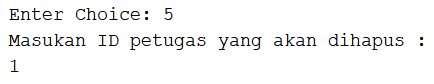 Enter Choice: 5
Masukan ID petugas yang akan dihapus :
1